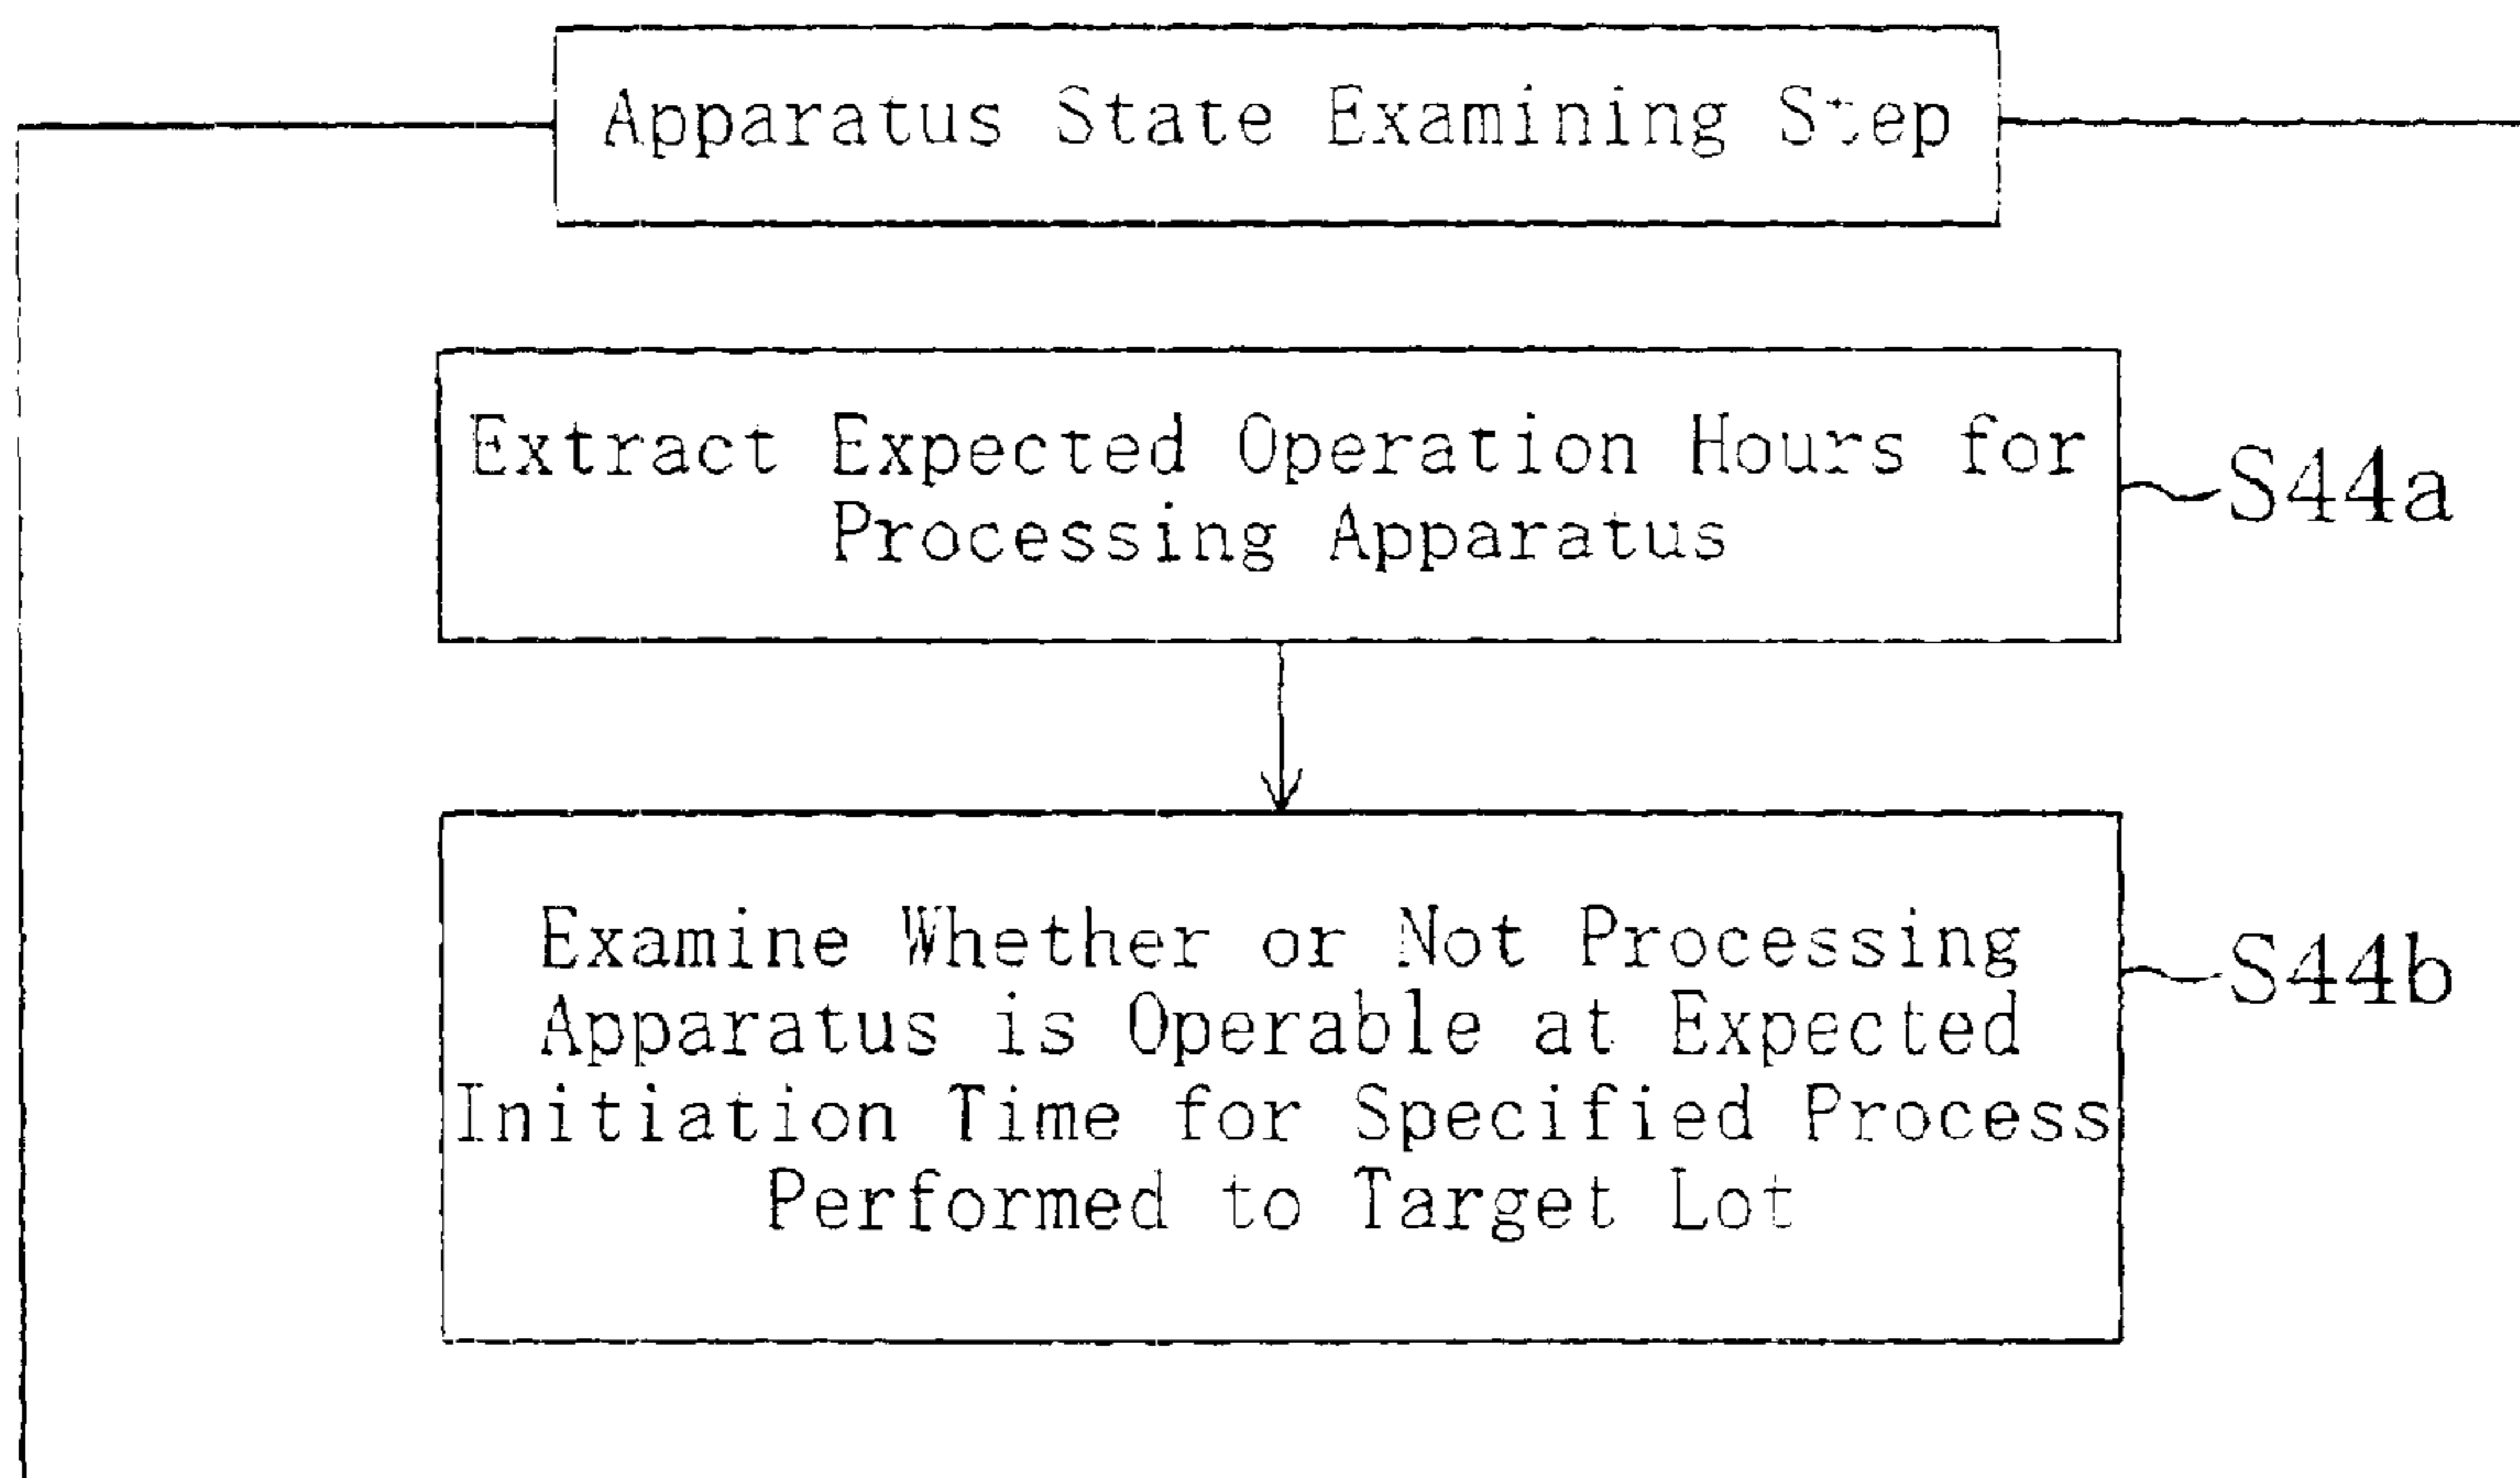 Apparatus State Examining Step
Extract Expected Operation Hours for
Processing Apparatus
S44a
Examine Whether or Not Processing
Apparatus is Operable at Expected
Initiation Time for Specified Process
Performed to Target Lot
S44b